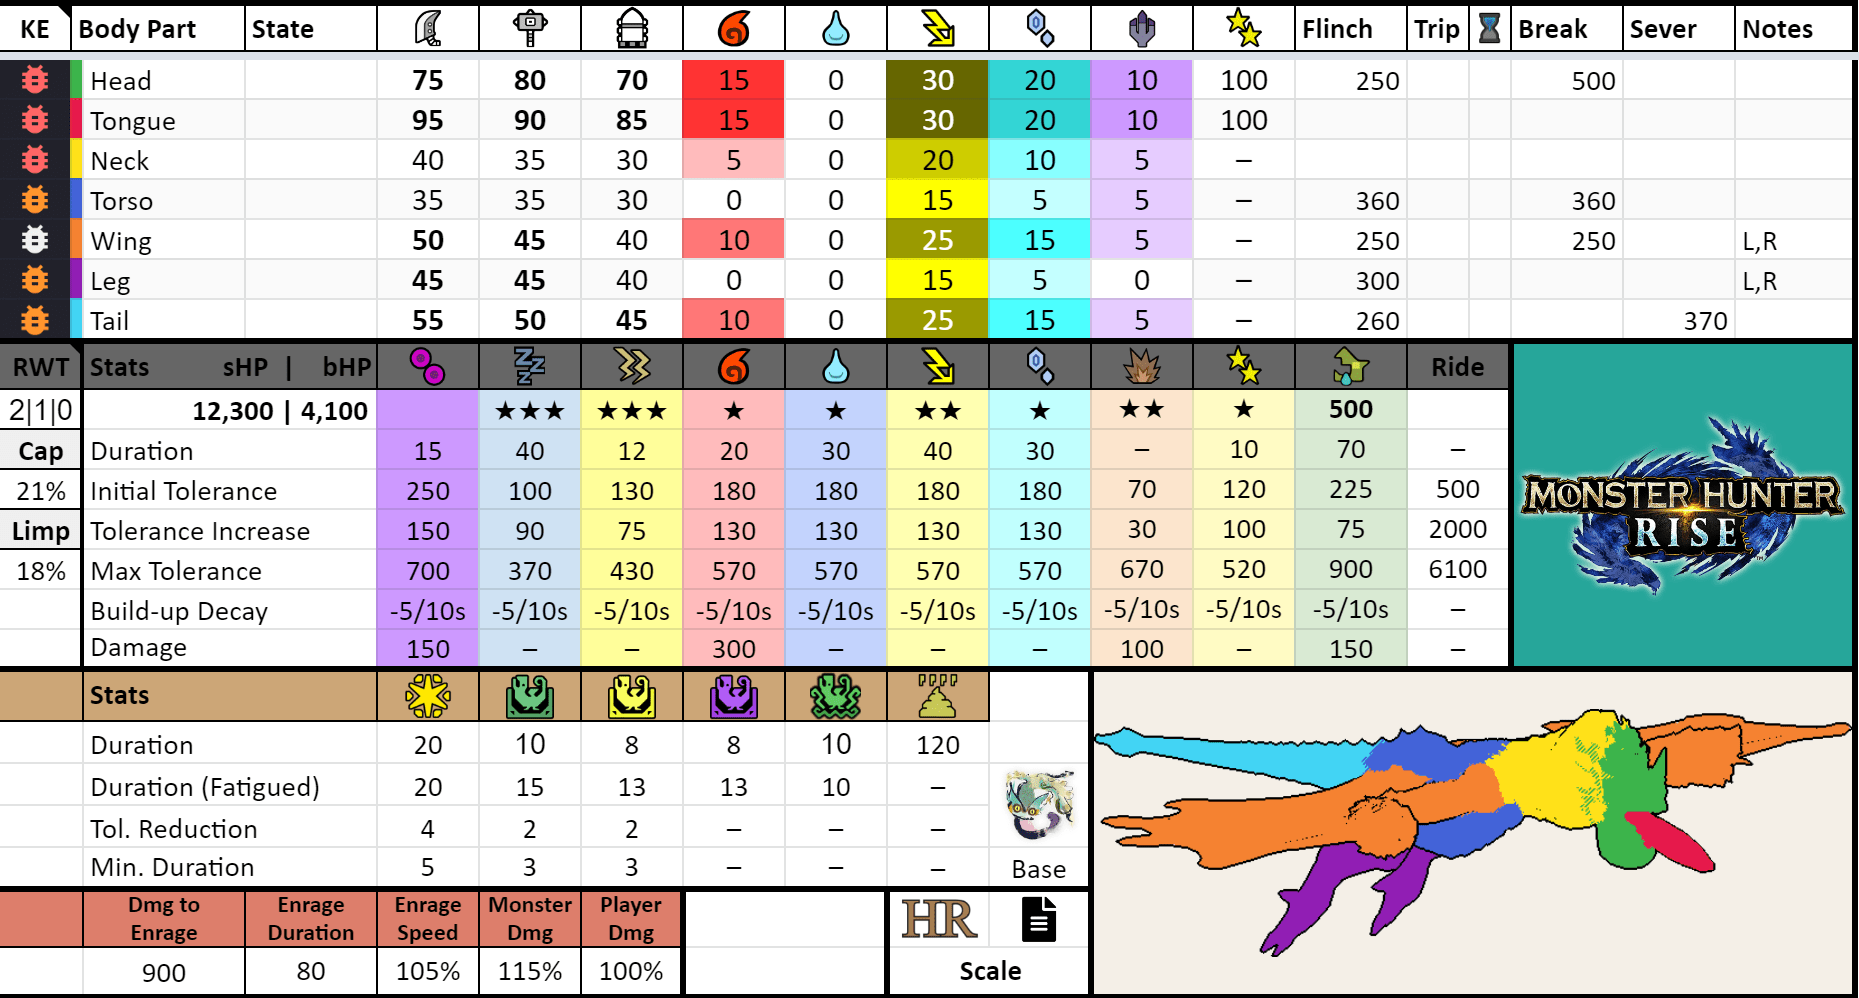 KE Body Part State Flinch Trip Break Sever Notes
Head 75 80 70 15 0 30 20 10 100 250 500
Tongue 95 90 85 15 0 30 20 10 100
Neck 40 35 30 5 0 20 10 5 –
Torso 35 35 30 0 0 15 5 5 – 360 360
Wing 50 45 40 10 0 25 15 5 – 250 250 L,R
Leg 45 45 40 0 0 15 5 0 – 300 L,R
Tail 55 50 45 10 0 25 15 5 – 260 370
RWT Stats sHP | bHP Ride
2|1|0 12,300 | 4,100 ★★★ ★★★ ★ ★ ★★ ★ ★★ ★ 500
Cap Duration 15 40 12 20 30 40 30 – 10 70 –
21% Initial Tolerance 250 100 130 180 180 180 180 70 120 225 500
Limp Tolerance Increase 150 90 75 130 130 130 130 30 100 75 2000
18% Max Tolerance 700 370 430 570 570 570 570 670 520 900 6100
Build-up Decay -5/10s -5/10s -5/10s -5/10s -5/10s -5/10s -5/10s -5/10s -5/10s -5/10s –
Damage 150 – – 300 – – – 100 – 150 –
MONSTER HUNTER
RISE
Stats
Duration 20 10 8 8 10 120
Duration (Fatigued) 20 15 13 13 10 –
Tol. Reduction 4 2 2 – – –
Min. Duration 5 3 3 – – – Base
Dmg to Enrage Enrage Monster Player
Enrage Duration Speed Dmg Dmg
HR
900 80 105% 115% 100% Scale